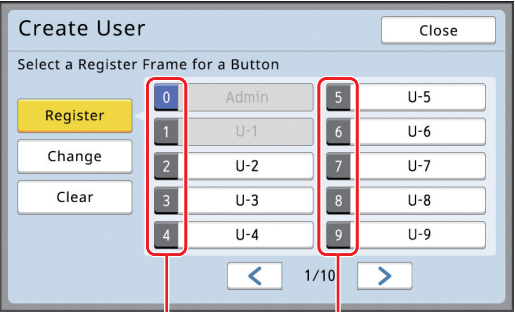 Create User
Close
Select a Register Frame for a Button
Register
Change
Clear
0 Admin
1 U-1
2 U-2
3 U-3
4 U-4
5 U-5
6 U-6
7 U-7
8 U-8
9 U-9
< 1/10 >